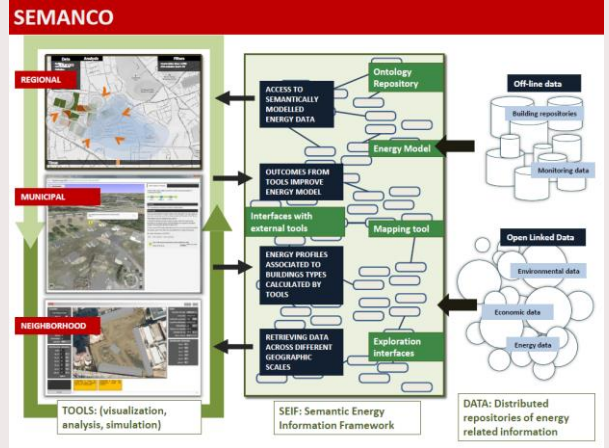 SEMANCO
Data
Analysis
Filters
REGIONAL
MUNICIPAL
NEIGHBORHOOD
TOOLS: (visualization,
analysis, simulation)
ACCESS TO
SEMANTICALLY
MODELLED
ENERGY DATA
OUTCOMES FROM
TOOLS IMPROVE
ENERGY MODEL
Interfaces with
external tools
ENERGY PROFILES
ASSOCIATED TO
BUILDINGS TYPES
CALCULATED BY
TOOLS
RETRIEVING DATA
ACROSS DIFFERENT
GEOGRAPHIC
SCALES
Ontology
Repository
Energy Model
Mapping tool
Exploration
interfaces
SEIF: Semantic Energy
Information Framework
Off-line data
Building repositories
Monitoring data
Open Linked Data
Environmental data
Economic data
Energy data
DATA: Distributed
repositories of energy
related information